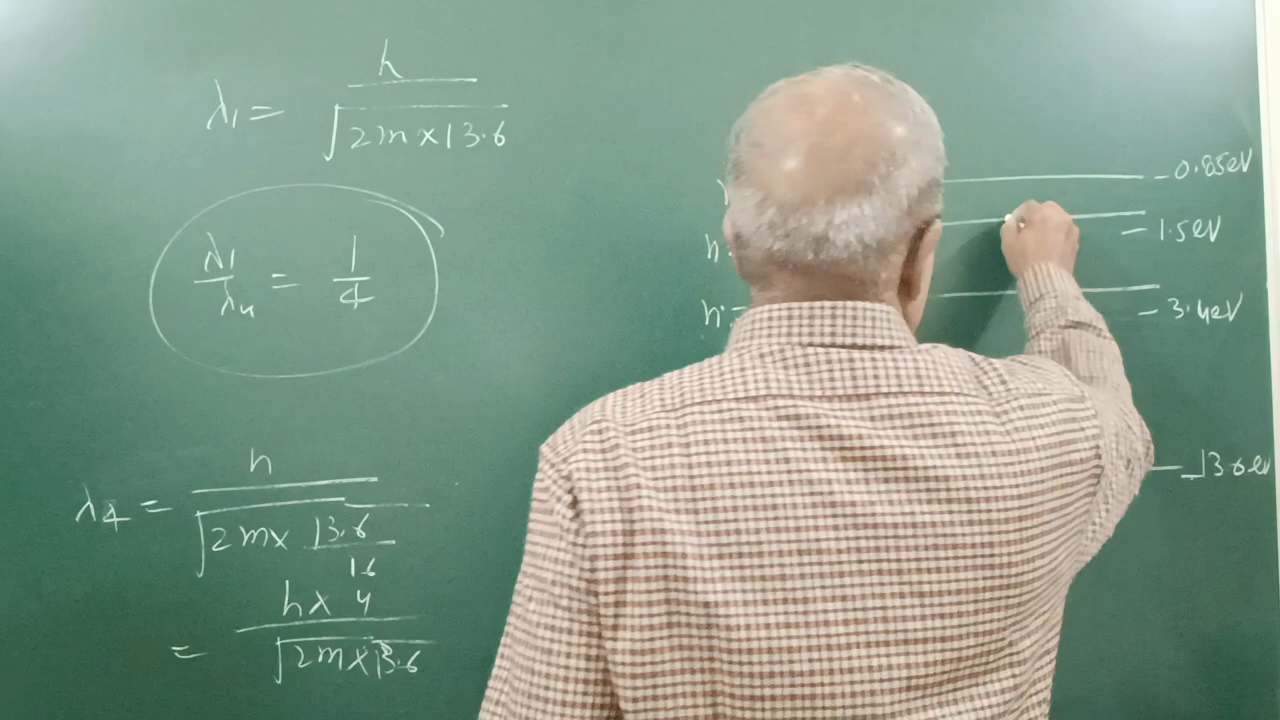 λ₁ = h / √(2m × 13.6)
λ₁ / λ₄ = 1 / 4
λ₄ = h / √(2m × 13.6 / 16)
= h × 4 / √(2m × 13.6)
-0.85eV
n
-1.5eV
n =
-3.4eV
-13.6ev